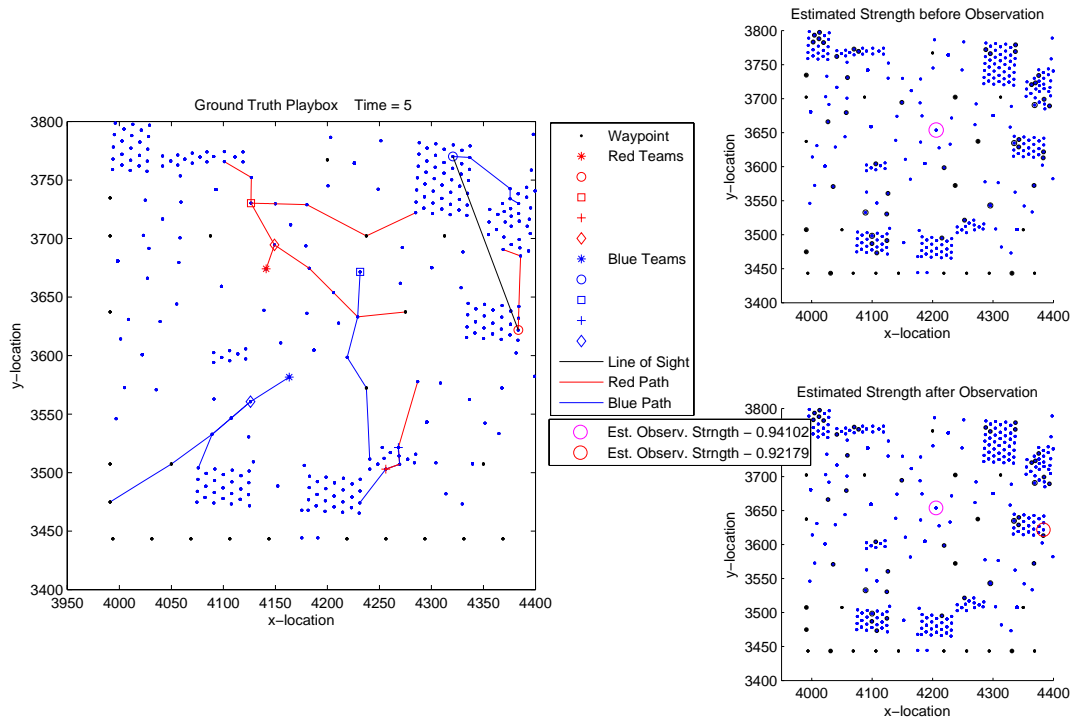 Ground Truth Playbox Time = 5
y−location
3800
3750
3700
3650
3600
3550
3500
3450
3400
3950 4000 4050 4100 4150 4200 4250 4300 4350 4400
x−location
Waypoint
Red Teams
Blue Teams
Line of Sight
Red Path
Blue Path
Est. Observ. Strngth − 0.94102
Est. Observ. Strngth − 0.92179
Estimated Strength before Observation
y−location
3800
3750
3700
3650
3600
3550
3500
3450
3400
4000 4100 4200 4300 4400
x−location
Estimated Strength after Observation
y−location
3800
3750
3700
3650
3600
3550
3500
3450
3400
4000 4100 4200 4300 4400
x−location